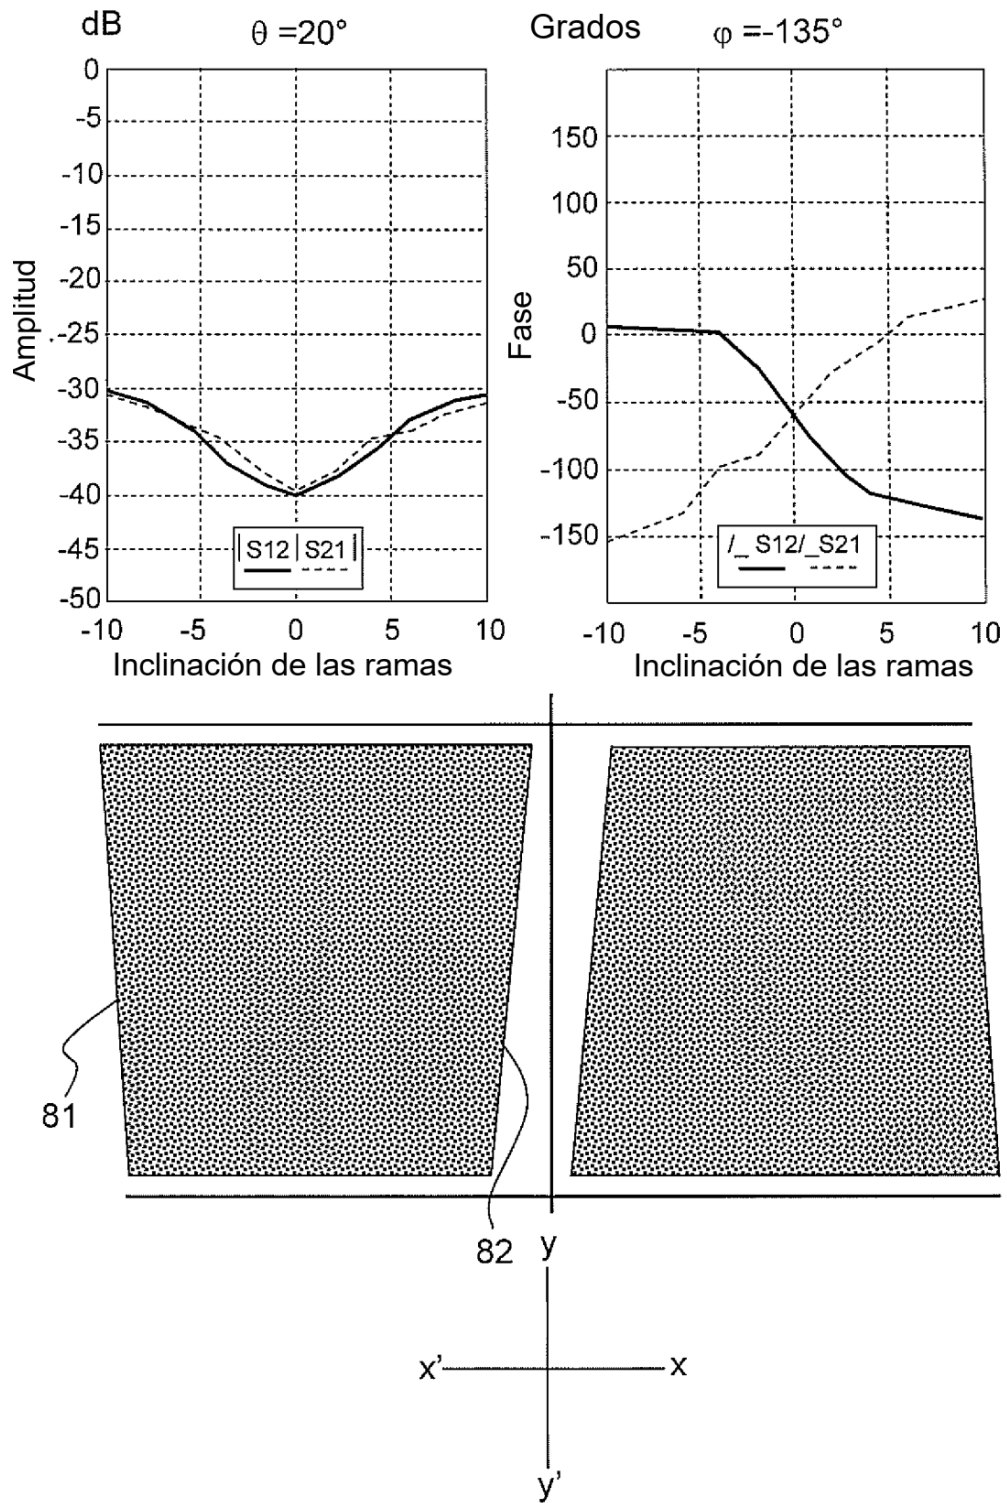 dB
θ =20°
Grados
φ =-135°
Amplitud
0
-5
-10
-15
-20
-25
-30
-35
-40
-45
-50
|S12|S21|
-10
-5
0
5
10
Inclinación de las ramas
Fase
150
100
50
0
-50
-100
-150
/_ S12/_S21
-10
-5
0
5
10
Inclinación de las ramas
81
82
y
x'
x
y'